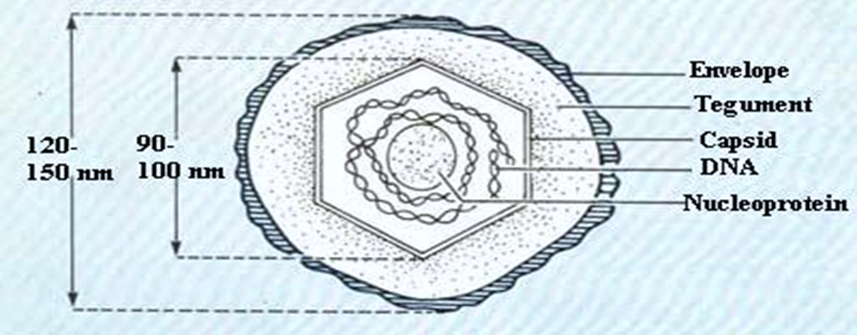 120-
150 nm
90-
100 nm
Envelope
Tegument
Capsid
DNA
Nucleoprotein